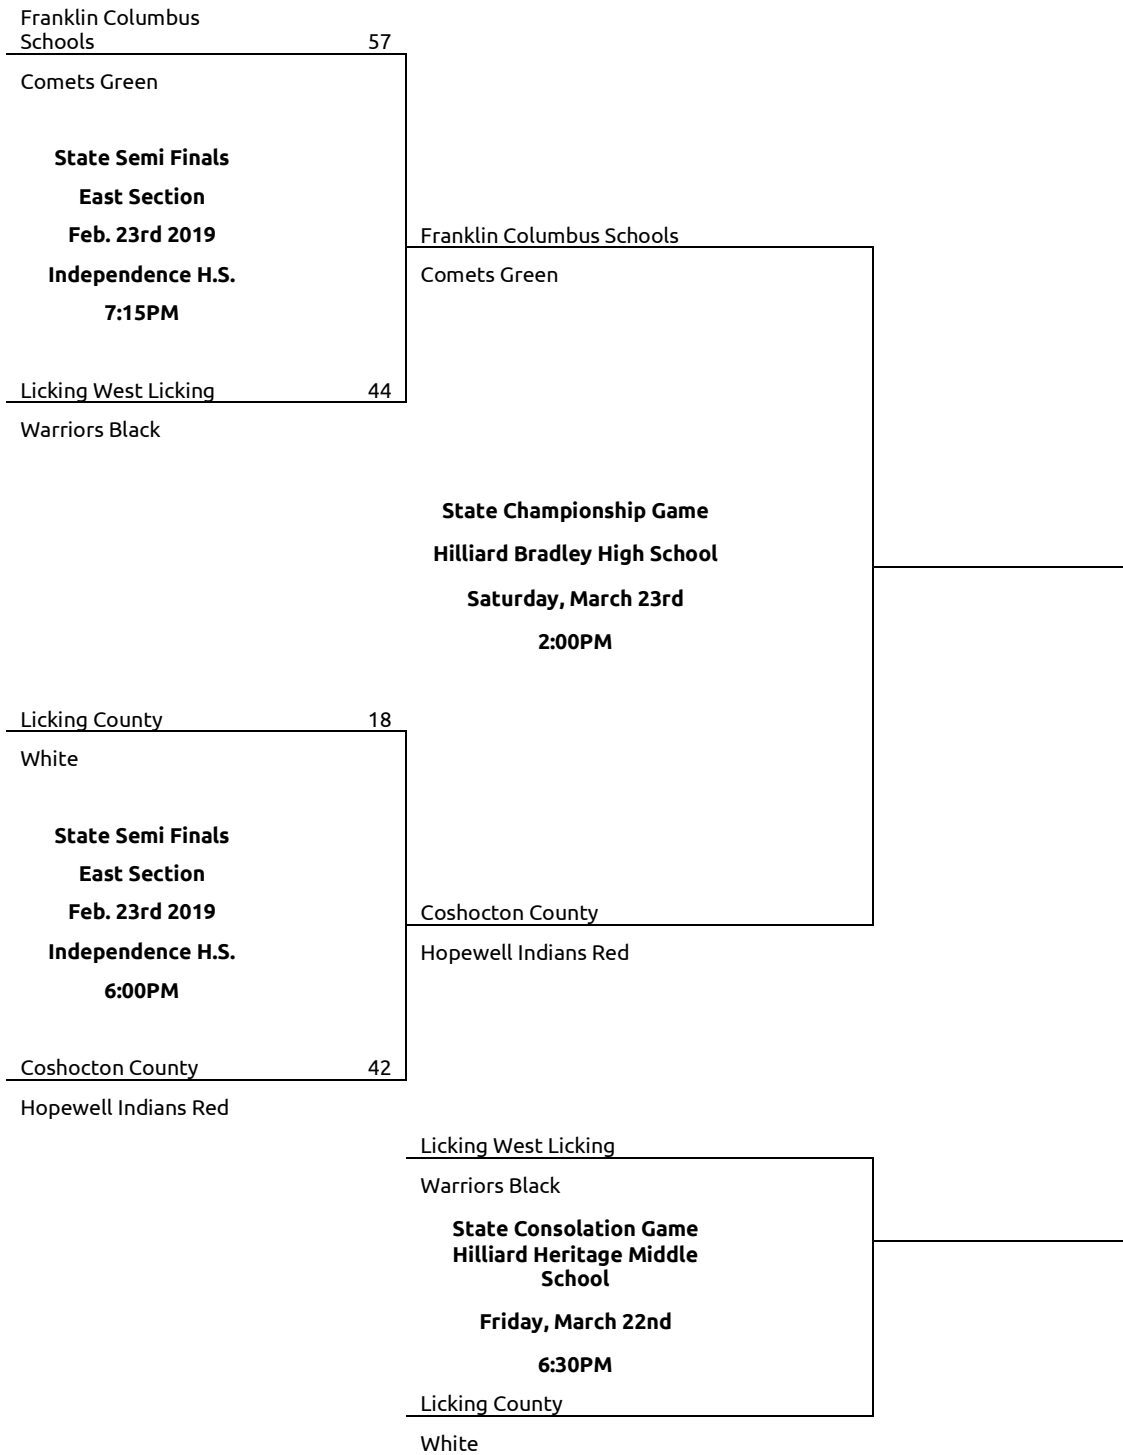 Franklin Columbus
Schools 57
Comets Green
State Semi Finals
East Section
Feb. 23rd 2019
Independence H.S.
7:15PM
Licking West Licking 44
Warriors Black
Franklin Columbus Schools
Comets Green
State Championship Game
Hilliard Bradley High School
Saturday, March 23rd
2:00PM
Licking County 18
White
State Semi Finals
East Section
Feb. 23rd 2019
Independence H.S.
6:00PM
Coshocton County 42
Hopewell Indians Red
Coshocton County
Hopewell Indians Red
Licking West Licking
Warriors Black
State Consolation Game
Hilliard Heritage Middle
School
Friday, March 22nd
6:30PM
Licking County
White